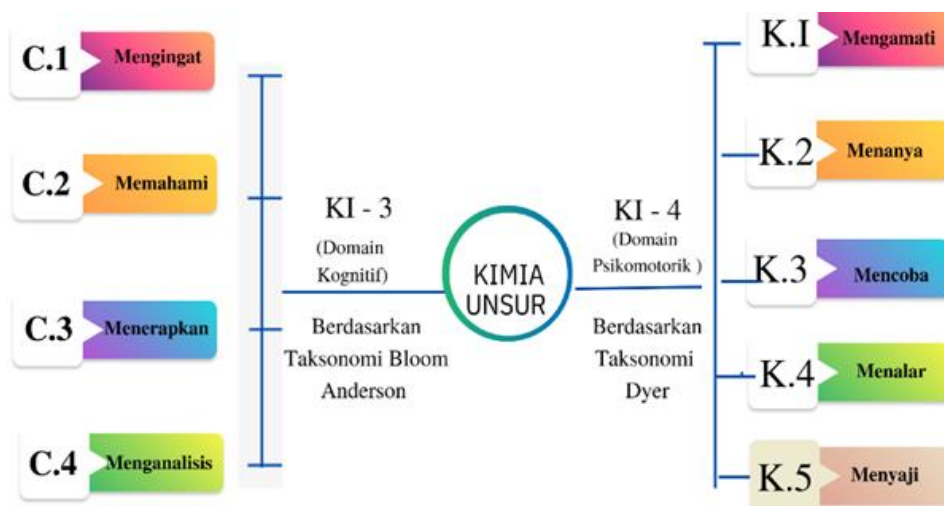 C.1 Mengingat
C.2 Memahami
C.3 Menerapkan
C.4 Menganalisis
KI - 3
(Domain
Kognitif)
Berdasarkan
Taksonomi Bloom
Anderson
KIMIA
UNSUR
KI - 4
(Domain
Psikomotorik )
Berdasarkan
Taksonomi
Dyer
K.I Mengamati
K.2 Menanya
K.3 Mencoba
K.4 Menalar
K.5 Menyaji